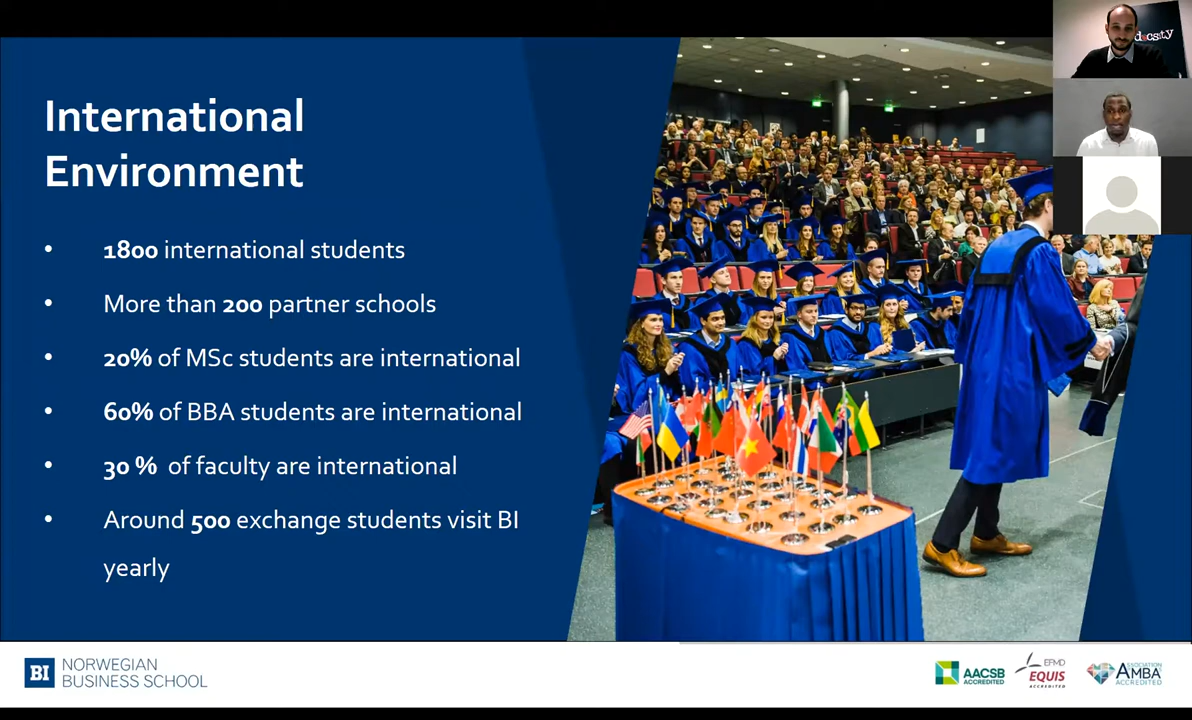 docsity
International
Environment
• 1800 international students
• More than 200 partner schools
• 20% of MSc students are international
• 60% of BBA students are international
• 30 % of faculty are international
• Around 500 exchange students visit BI
yearly
BI NORWEGIAN
BUSINESS SCHOOL
AACSB
ACCREDITED
EFMD
EQUIS
ACCREDITED
ASSOCIATION
AMBA
ACCREDITED